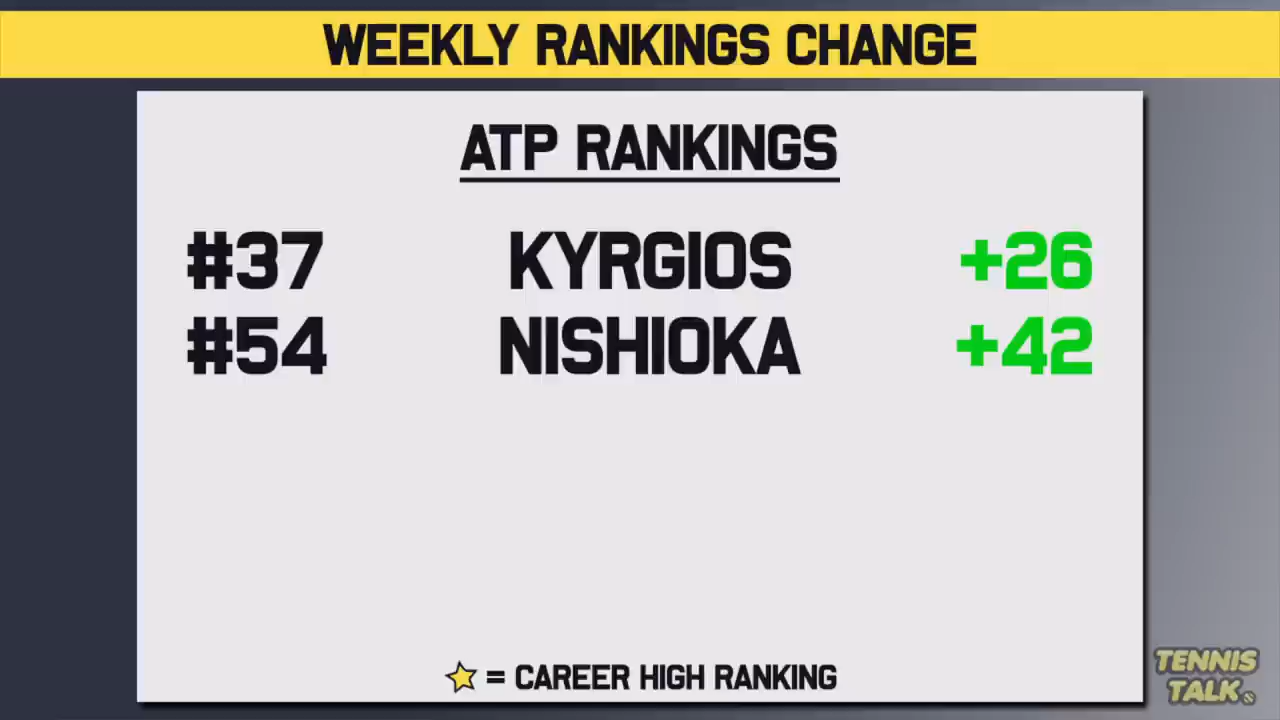 WEEKLY RANKINGS CHANGE
ATP RANKINGS
#37 KYRGIOS +26
#54 NISHIOKA +42
= CAREER HIGH RANKING
TENNIS
TALK